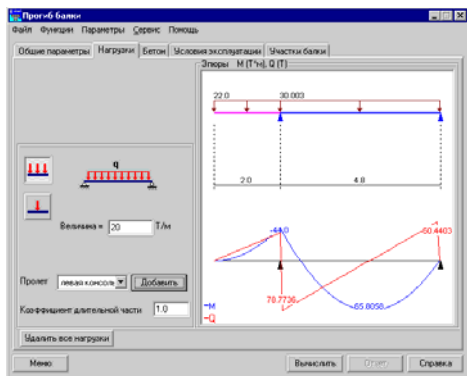 Прогиб балки
Файл Функции Параметры Сервис Помощь
Общие параметры Нагрузки Бетон Условия эксплуатации Участки балки
Эпюры M (Т*м), Q (Т)
22.0 30.003
2.0 4.0
q
Величина = 20 Т/м
-44.0 -60.4403
Пролет левая консоль Добавить
78.7736 -65.8058
Коэффициент длительной части 1.0
-M
-Q
Удалить все нагрузки
Меню Вычислить Отчет Справка